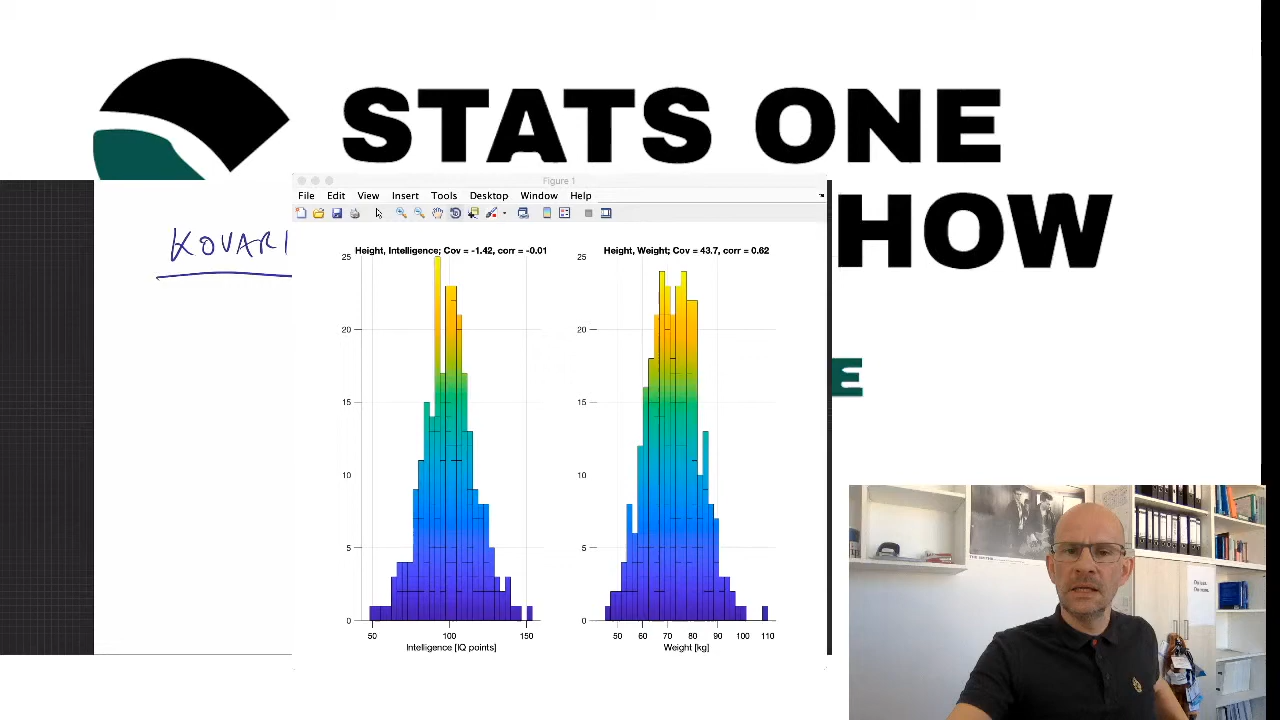 STATS ONE
HOW
E
KOVARI
Figure 1
File Edit View Insert Tools Desktop Window Help
Height, Intelligence; Cov = -1.42, corr = -0.01
25
20
15
10
5
0
50 100 150
Intelligence [IQ points]
Height, Weight; Cov = 43.7, corr = 0.62
25
20
15
10
5
0
50 60 70 80 90 100 110
Weight [kg]